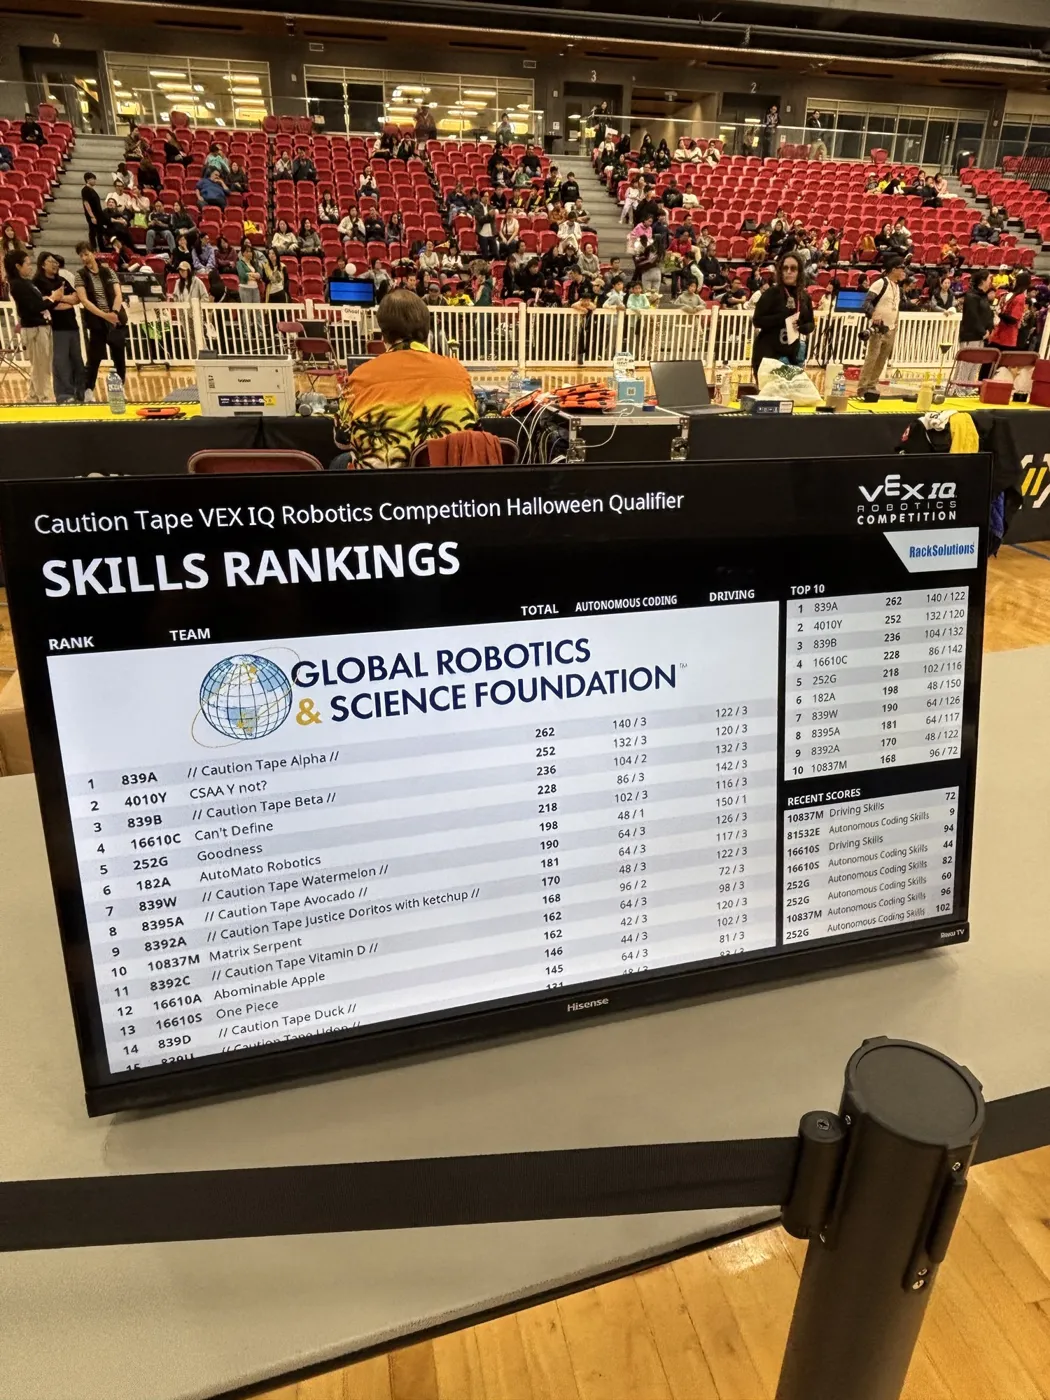 4
3
2
Caution Tape VEX IQ Robotics Competition Halloween Qualifier
SKILLS RANKINGS
VEX IQ
ROBOTICS
COMPETITION
RackSolutions
RANK TEAM TOTAL AUTONOMOUS CODING DRIVING
GLOBAL ROBOTICS
& SCIENCE FOUNDATION™
1 839A // Caution Tape Alpha // 262 140 / 3 122 / 3
2 4010Y CSAA Y not? 252 132 / 3 120 / 3
3 839B // Caution Tape Beta // 236 104 / 2 132 / 3
4 16610C Can't Define 228 86 / 3 142 / 3
5 252G Goodness 218 102 / 3 116 / 3
6 182A AutoMato Robotics 198 48 / 1 150 / 1
7 839W // Caution Tape Watermelon // 190 64 / 3 126 / 3
8 8395A // Caution Tape Avocado // 181 64 / 3 117 / 3
9 8392A // Caution Tape Justice Doritos with ketchup // 170 48 / 3 122 / 3
10 10837M Matrix Serpent 168 96 / 2 72 / 3
11 8392C // Caution Tape Vitamin D // 162 64 / 3 98 / 3
12 16610A Abominable Apple 162 42 / 3 120 / 3
13 16610S One Piece 146 44 / 3 102 / 3
14 839D // Caution Tape Duck // 145 64 / 3 81 / 3
15 // Caution Tape 131 48 / 3
TOP 10
1 839A 262 140 / 122
2 4010Y 252 132 / 120
3 839B 236 104 / 132
4 16610C 228 86 / 142
5 252G 218 102 / 116
6 182A 198 48 / 150
7 839W 190 64 / 126
8 8395A 181 64 / 117
9 8392A 170 48 / 122
10 10837M 168 96 / 72
RECENT SCORES
10837M Driving Skills 72
81532E Autonomous Coding Skills 9
16610S Driving Skills 94
16610S Autonomous Coding Skills 44
252G Autonomous Coding Skills 82
252G Autonomous Coding Skills 60
10837M Autonomous Coding Skills 96
252G Autonomous Coding Skills 102
Hisense
Roku TV